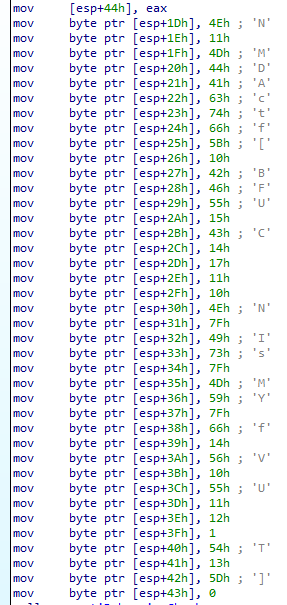 mov [esp+44h], eax
mov byte ptr [esp+1Dh], 4Eh ; 'N'
mov byte ptr [esp+1Eh], 11h
mov byte ptr [esp+1Fh], 4Dh ; 'M'
mov byte ptr [esp+20h], 44h ; 'D'
mov byte ptr [esp+21h], 41h ; 'A'
mov byte ptr [esp+22h], 63h ; 'c'
mov byte ptr [esp+23h], 74h ; 't'
mov byte ptr [esp+24h], 66h ; 'f'
mov byte ptr [esp+25h], 5Bh ; '['
mov byte ptr [esp+26h], 10h
mov byte ptr [esp+27h], 42h ; 'B'
mov byte ptr [esp+28h], 46h ; 'F'
mov byte ptr [esp+29h], 55h ; 'U'
mov byte ptr [esp+2Ah], 15h
mov byte ptr [esp+2Bh], 43h ; 'C'
mov byte ptr [esp+2Ch], 14h
mov byte ptr [esp+2Dh], 17h
mov byte ptr [esp+2Eh], 11h
mov byte ptr [esp+2Fh], 10h
mov byte ptr [esp+30h], 4Eh ; 'N'
mov byte ptr [esp+31h], 7Fh
mov byte ptr [esp+32h], 49h ; 'I'
mov byte ptr [esp+33h], 73h ; 's'
mov byte ptr [esp+34h], 7Fh
mov byte ptr [esp+35h], 4Dh ; 'M'
mov byte ptr [esp+36h], 59h ; 'Y'
mov byte ptr [esp+37h], 7Fh
mov byte ptr [esp+38h], 66h ; 'f'
mov byte ptr [esp+39h], 14h
mov byte ptr [esp+3Ah], 56h ; 'V'
mov byte ptr [esp+3Bh], 10h
mov byte ptr [esp+3Ch], 55h ; 'U'
mov byte ptr [esp+3Dh], 11h
mov byte ptr [esp+3Eh], 12h
mov byte ptr [esp+3Fh], 1
mov byte ptr [esp+40h], 54h ; 'T'
mov byte ptr [esp+41h], 13h
mov byte ptr [esp+42h], 5Dh ; ']'
mov byte ptr [esp+43h], 0